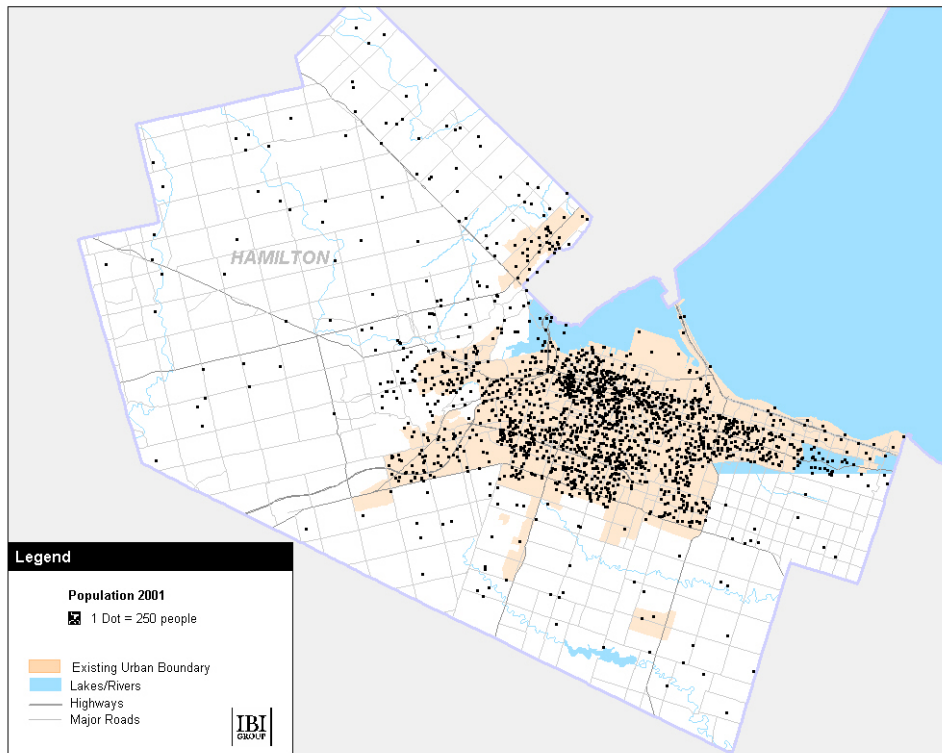 HAMILTON
Legend
Population 2001
1 Dot = 250 people
Existing Urban Boundary
Lakes/Rivers
Highways
Major Roads
IBI
GROUP